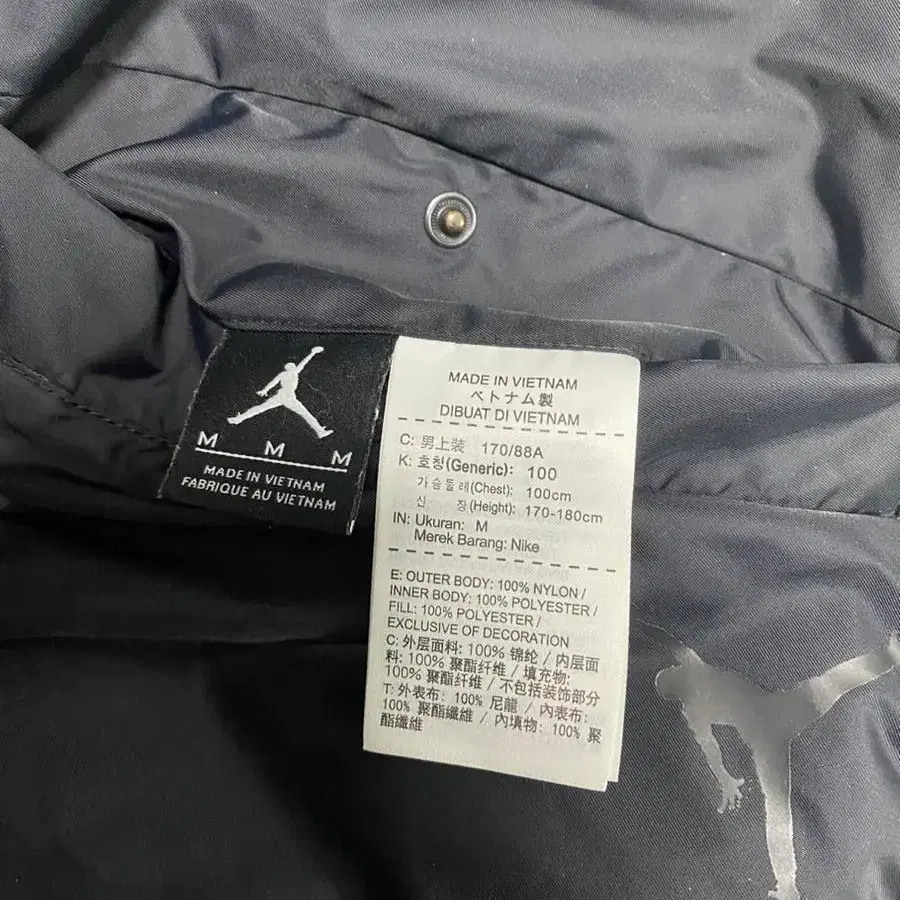 M M M
MADE IN VIETNAM
FABRIQUE AU VIETNAM
MADE IN VIETNAM
ベトナム製
DIBUAT DI VIETNAM
C: 男上装 170/88A
K: 호칭(Generic): 100
가슴둘레(Chest): 100cm
신 장(Height): 170-180cm
IN: Ukuran: M
Merek Barang: Nike
E: OUTER BODY: 100% NYLON /
INNER BODY: 100% POLYESTER /
FILL: 100% POLYESTER /
EXCLUSIVE OF DECORATION
C: 外层面料: 100% 锦纶 / 内层面
料: 100% 聚酯纤维 / 填充物:
100% 聚酯纤维 / 不包括装饰部分
T: 外表布: 100% 尼龍 / 內表布:
100% 聚酯纖維 / 內填物: 100% 聚
酯纖維